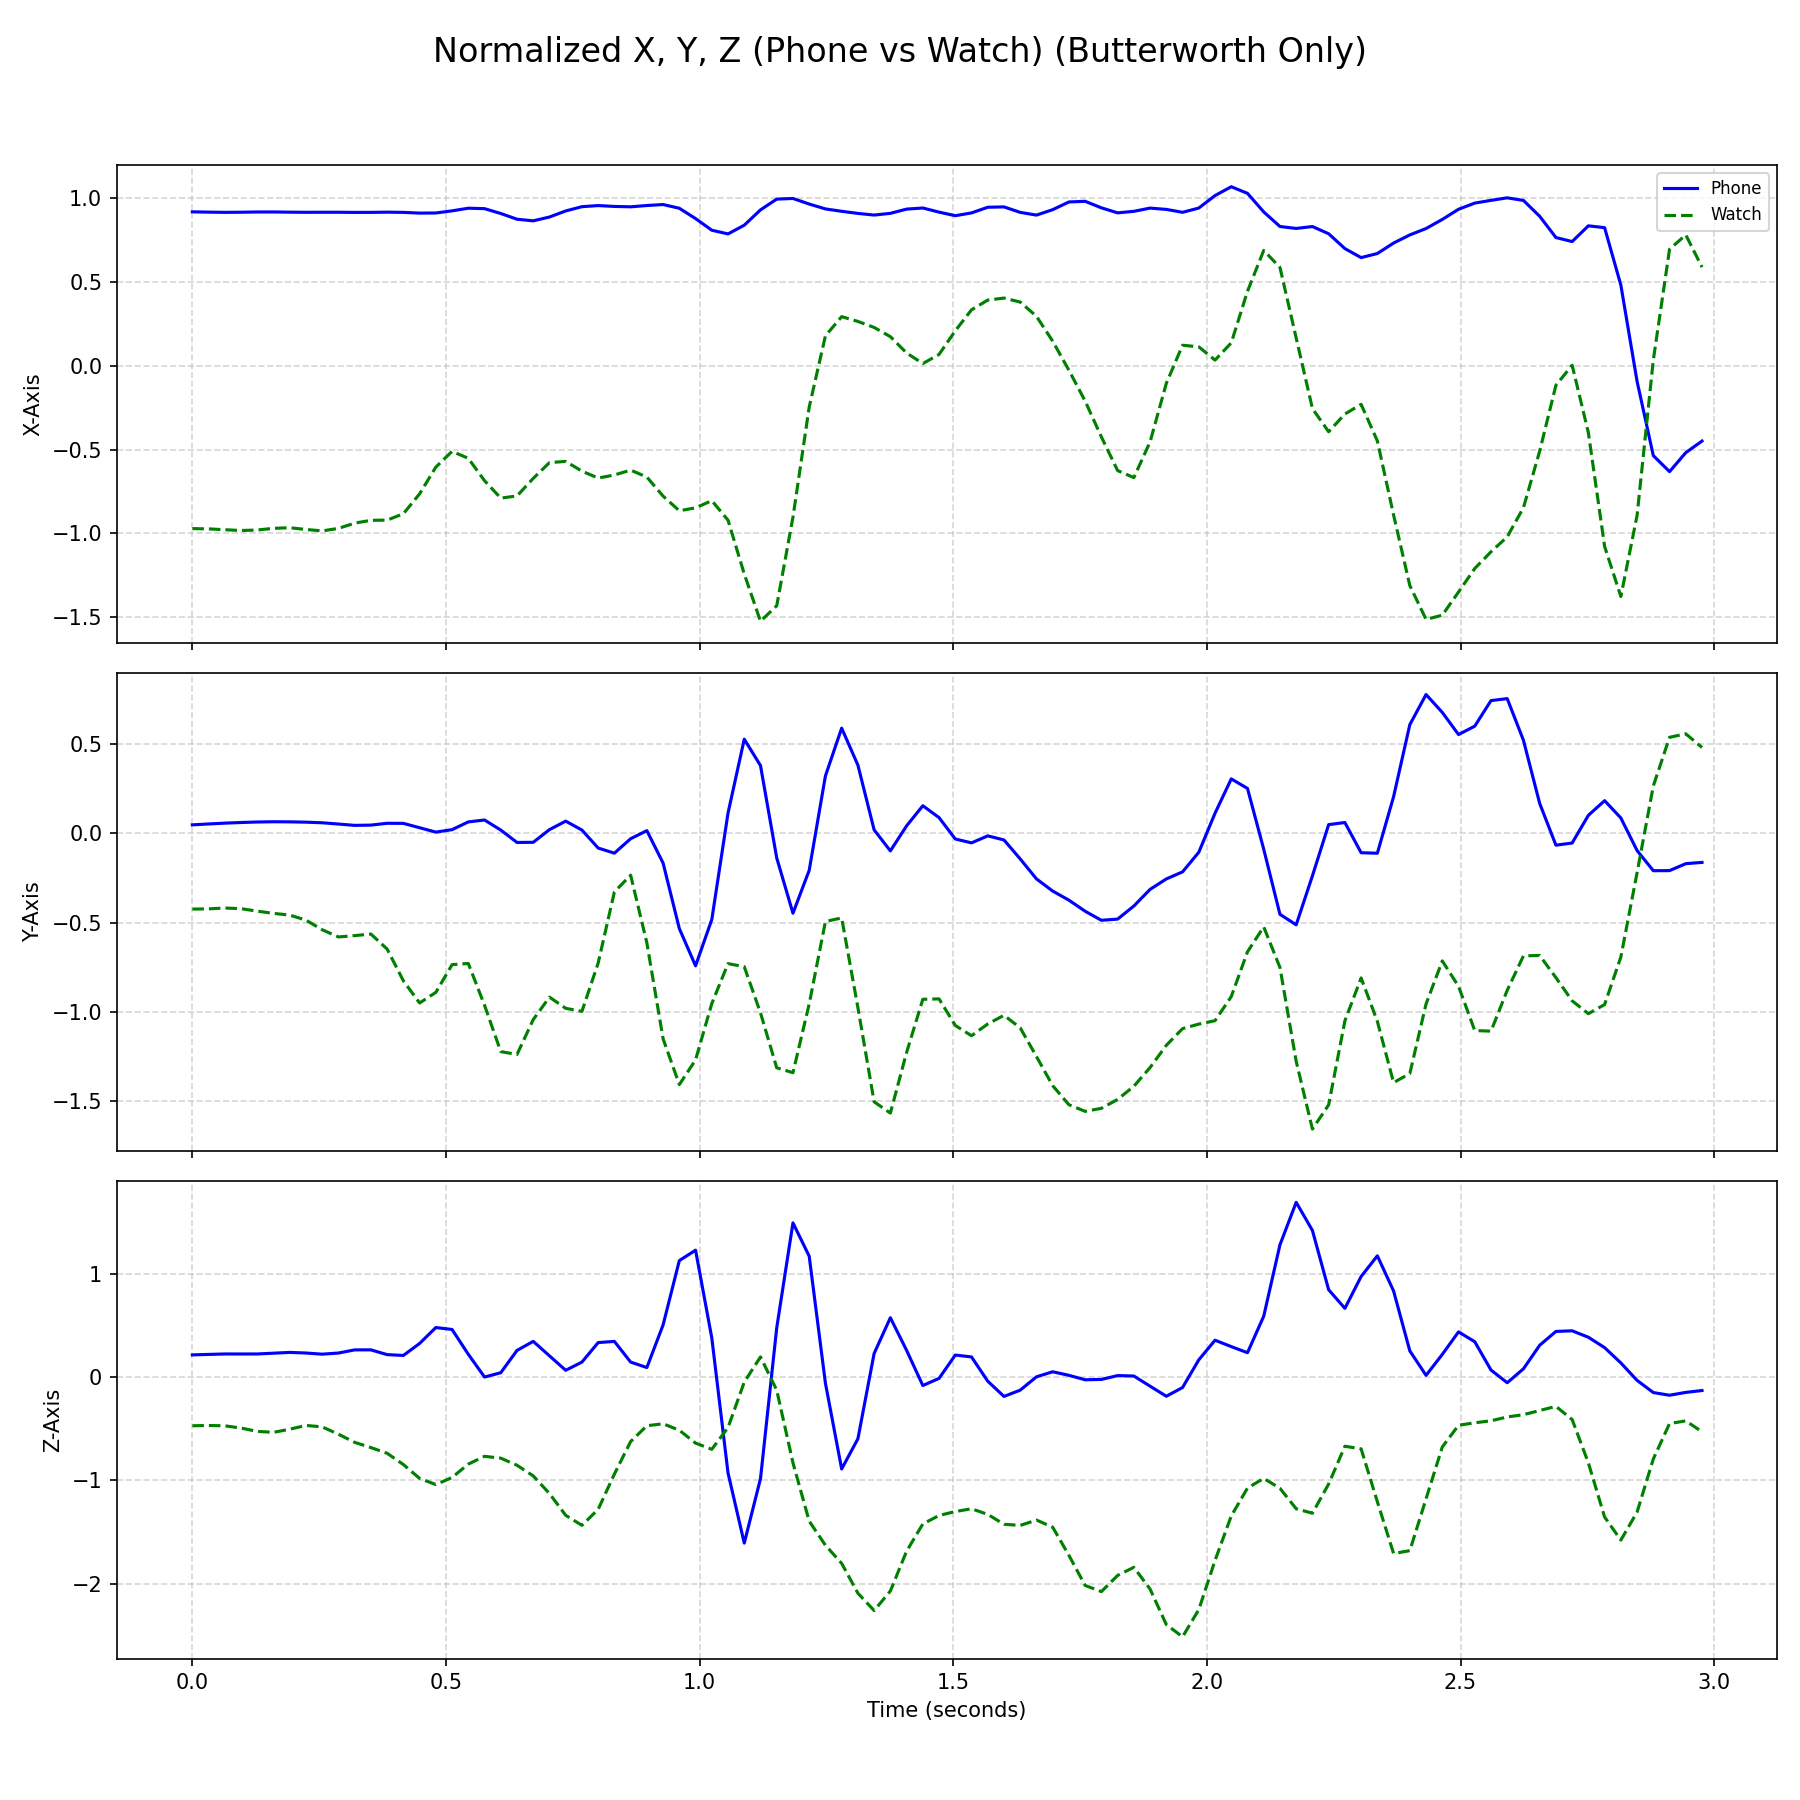 Normalized X, Y, Z (Phone vs Watch) (Butterworth Only)
Phone
Watch
1.0
0.5
0.0
−0.5
−1.0
−1.5
X-Axis
0.5
0.0
−0.5
−1.0
−1.5
Y-Axis
1
0
−1
−2
Z-Axis
0.0 0.5 1.0 1.5 2.0 2.5 3.0
Time (seconds)